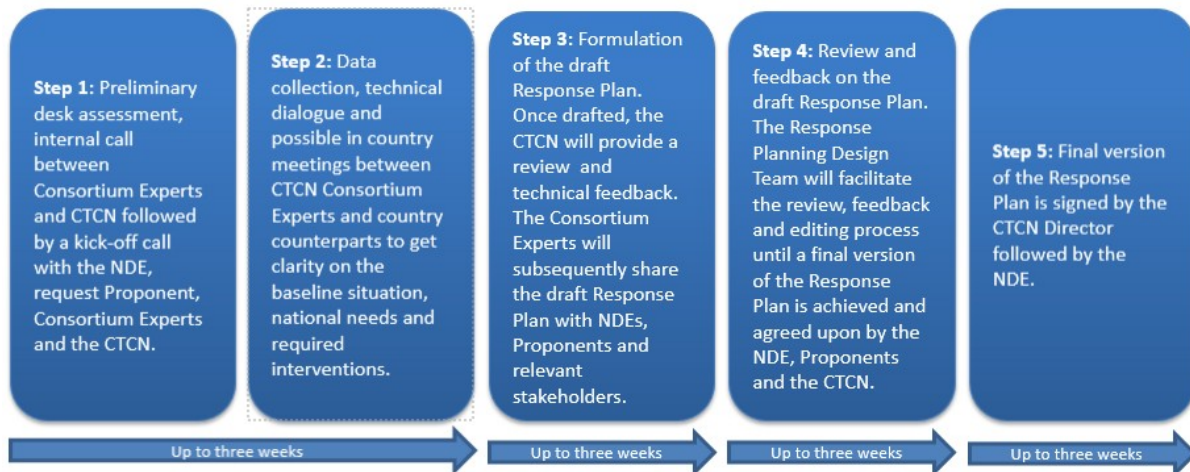 Step 1: Preliminary
desk assessment,
internal call
between
Consortium Experts
and CTCN followed
by a kick-off call
with the NDE,
request Proponent,
Consortium Experts
and the CTCN.
Step 2: Data
collection, technical
dialogue and
possible in country
meetings between
CTCN Consortium
Experts and country
counterparts to get
clarity on the
baseline situation,
national needs and
required
interventions.
Step 3: Formulation
of the draft
Response Plan.
Once drafted, the
CTCN will provide a
review and
technical feedback.
The Consortium
Experts will
subsequently share
the draft Response
Plan with NDEs,
Proponents and
relevant
stakeholders.
Step 4: Review and
feedback on the
draft Response Plan.
The Response
Planning Design
Team will facilitate
the review, feedback
and editing process
until a final version
of the Response
Plan is achieved and
agreed upon by the
NDE, Proponents
and the CTCN.
Step 5: Final version
of the Response
Plan is signed by the
CTCN Director
followed by the
NDE.
Up to three weeks
Up to three weeks
Up to three weeks
Up to three weeks